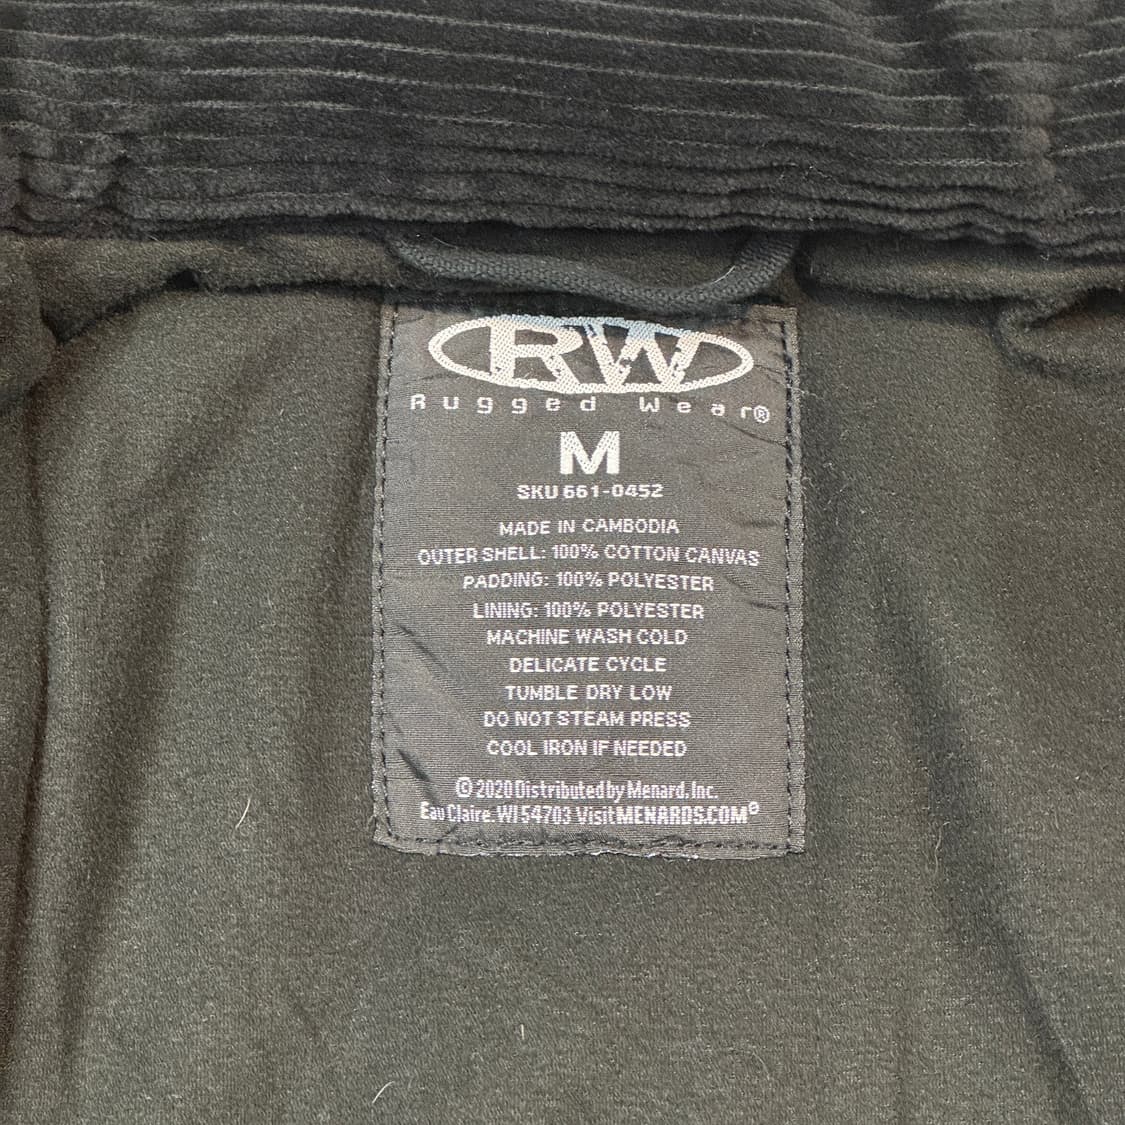 RW
Rugged Wear®
M
SKU 661-0452
MADE IN CAMBODIA
OUTER SHELL: 100% COTTON CANVAS
PADDING: 100% POLYESTER
LINING: 100% POLYESTER
MACHINE WASH COLD
DELICATE CYCLE
TUMBLE DRY LOW
DO NOT STEAM PRESS
COOL IRON IF NEEDED
© 2020 Distributed by Menard, Inc.
Eau Claire, WI 54703 Visit MENARDS.COM®